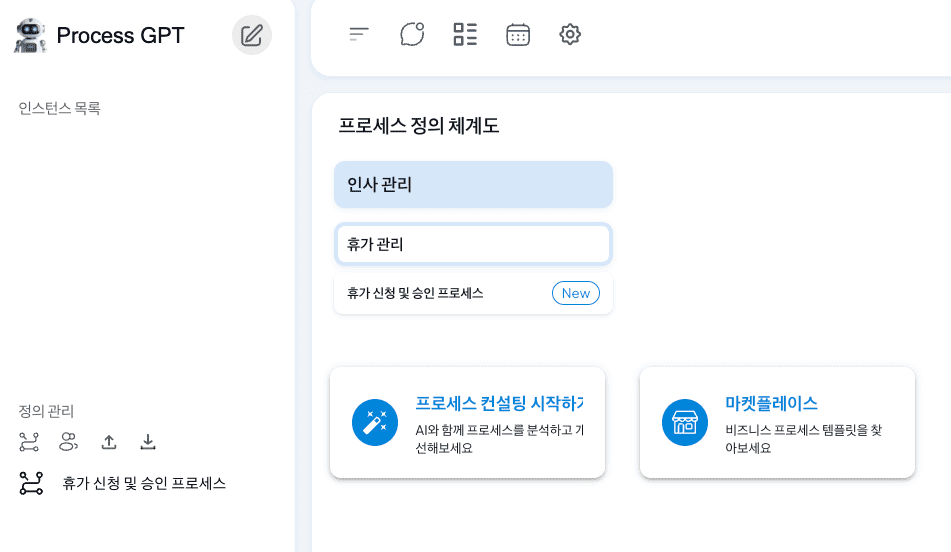 Process GPT
인스턴스 목록
프로세스 정의 체계도
인사 관리
휴가 관리
휴가 신청 및 승인 프로세스
New
프로세스 컨설팅 시작하
AI와 함께 프로세스를 분석하고 개
선해보세요
마켓플레이스
비즈니스 프로세스 템플릿을 찾
아보세요
정의 관리
휴가 신청 및 승인 프로세스